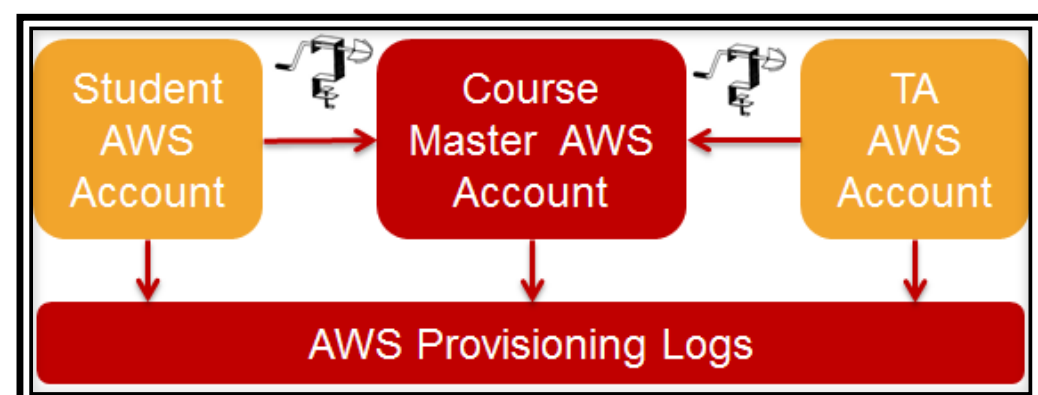 Student
AWS
Account
Course
Master AWS
Account
TA
AWS
Account
AWS Provisioning Logs